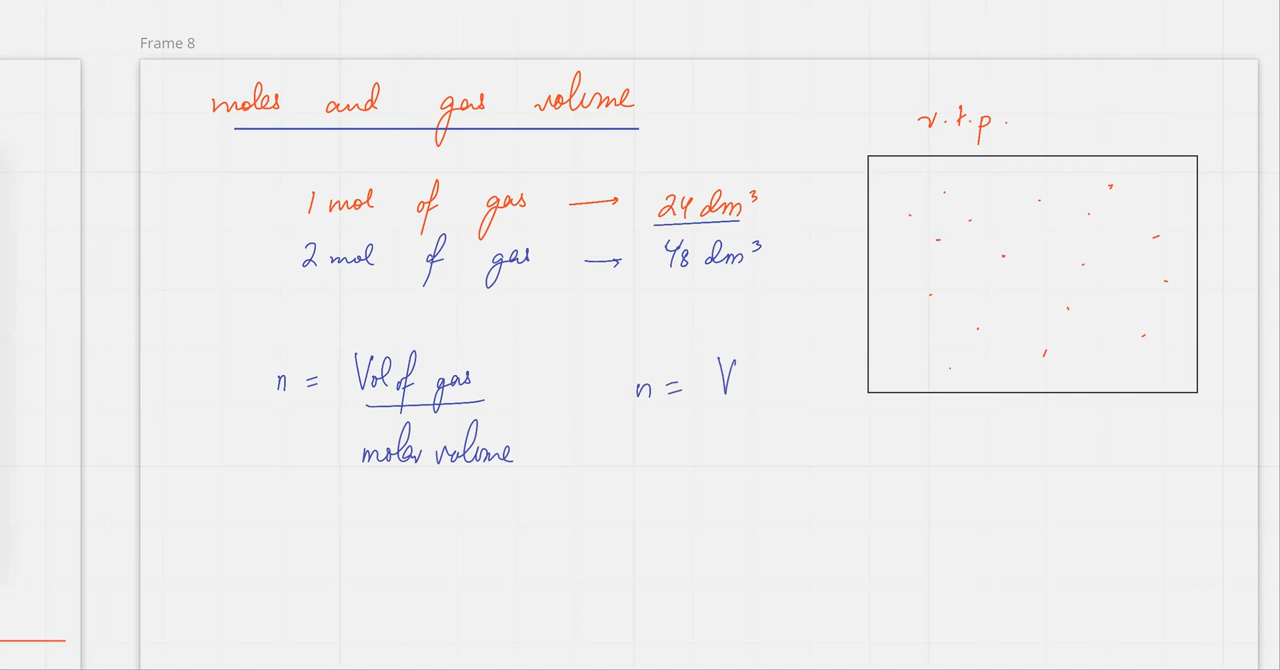 Frame 8
moles and gas volume
r.t.p.
1 mol of gas → 24 dm³
2 mol of gas → 48 dm³
n = Vol of gas / molar volume
n = V